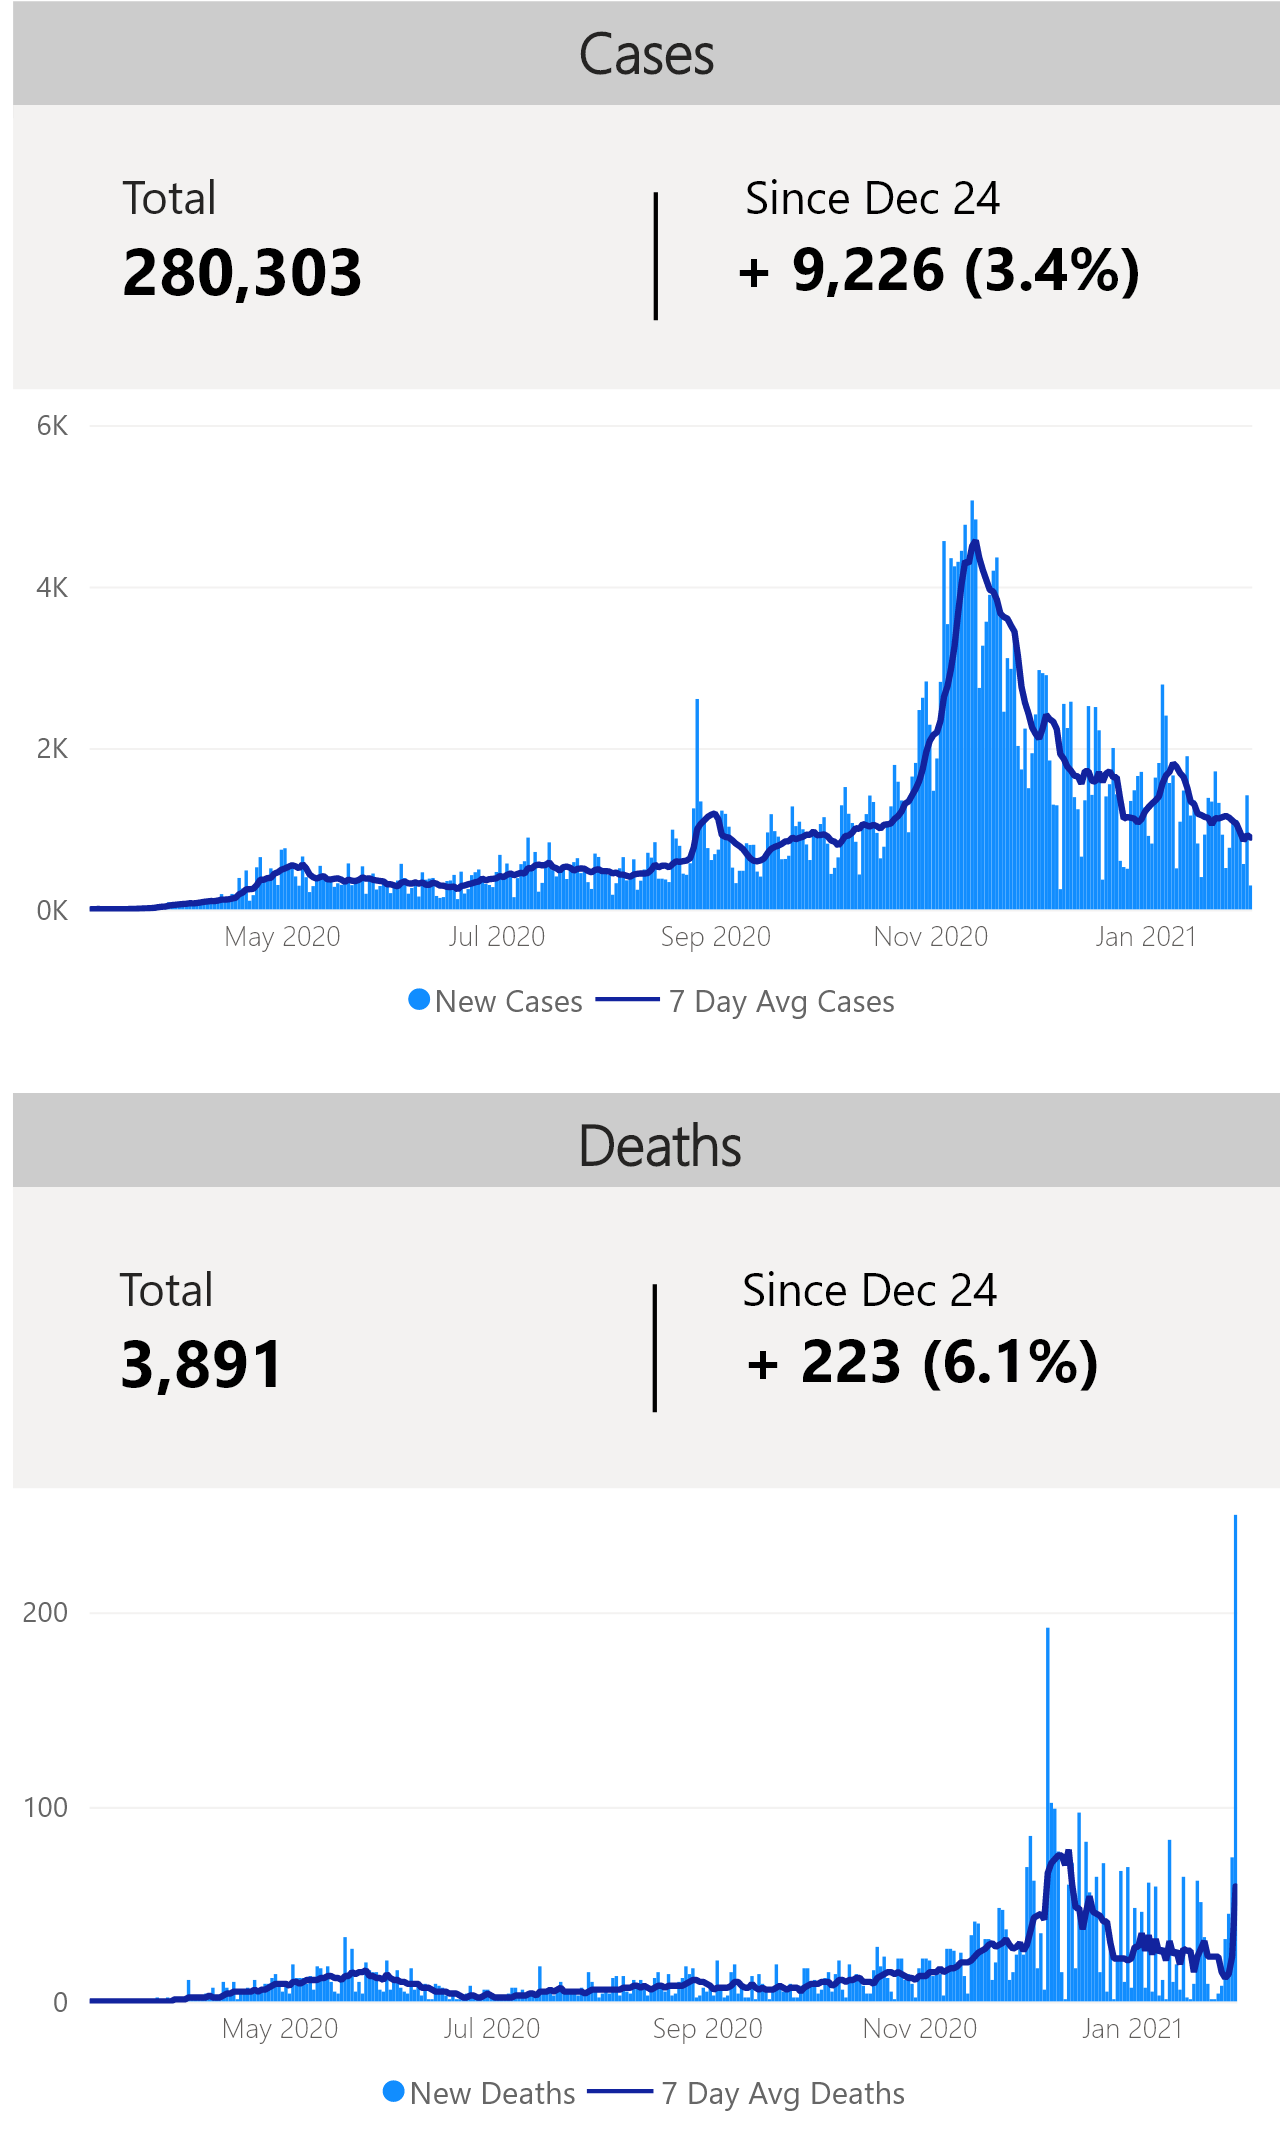 Cases
Total
Since Dec 24
280,303
+ 9,226 (3.4%)
6K
4K
2K
0K
May 2020
Jul 2020
Sep 2020
Nov 2020
Jan 2021
New Cases
7 Day Avg Cases
Deaths
Total
Since Dec 24
3,891
+ 223 (6.1%)
200
100
0
May 2020
Jul 2020
Sep 2020
Nov 2020
Jan 2021
New Deaths
7 Day Avg Deaths